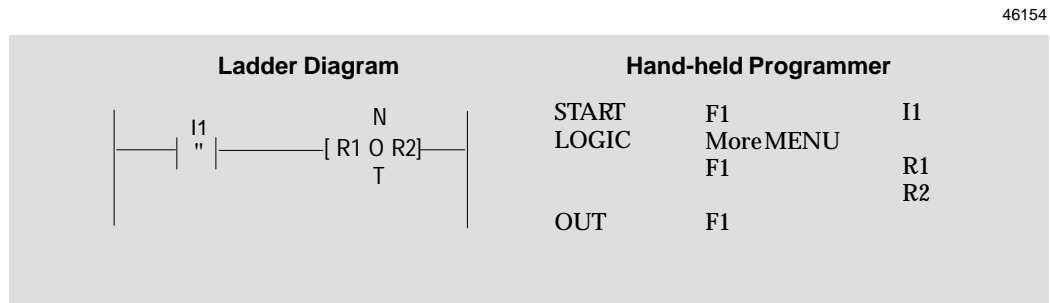 46154
Ladder Diagram
Hand-held Programmer
I1
"
N
[ R1 O R2]
T
START F1 I1
LOGIC More MENU
F1 R1
R2
OUT F1